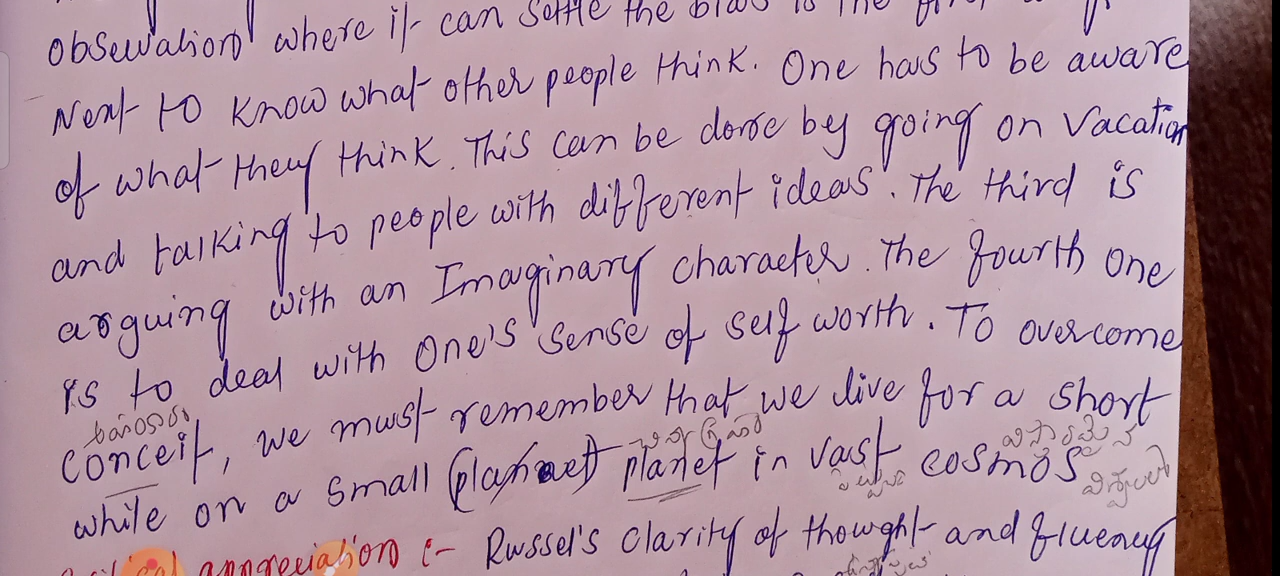 observation where it can settle the
Next to know what other people think. One has to be aware
of what they think. This can be done by going on Vacation
and talking to people with different ideas. The third is
arguing with an Imaginary character. The fourth one
is to deal with one's sense of self worth. To overcome
conceit, we must remember that we live for a short
while on a small planet in vast cosmos
appreciation :- Russel's clarity of thought and fluency